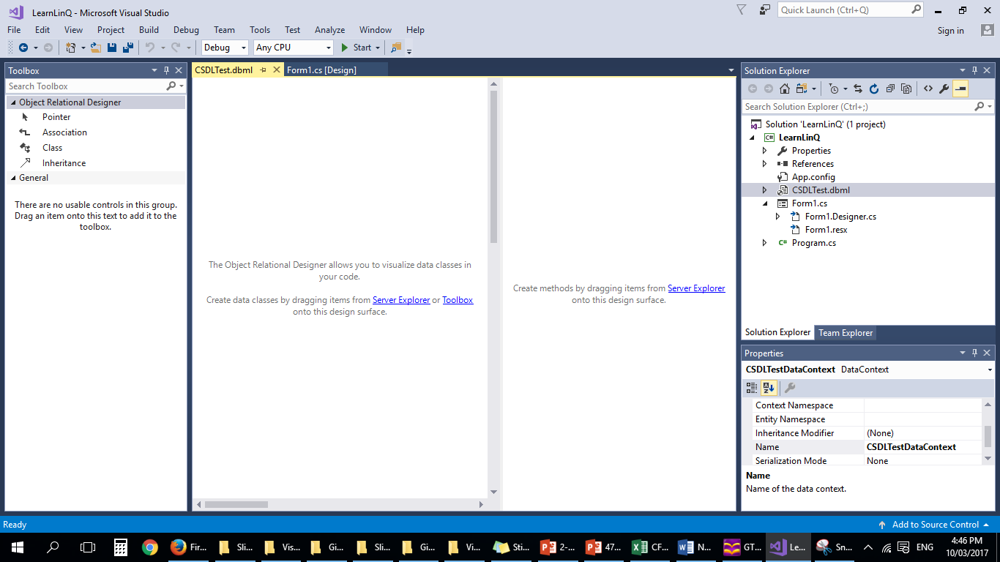 LearnLinQ - Microsoft Visual Studio
Quick Launch (Ctrl+Q)
File Edit View Project Build Debug Team Tools Test Analyze Window Help
Sign in
Debug Any CPU Start
Toolbox
Search Toolbox
Object Relational Designer
Pointer
Association
Class
Inheritance
General
There are no usable controls in this group.
Drag an item onto this text to add it to the
toolbox.
CSDLTest.dbml Form1.cs [Design]
The Object Relational Designer allows you to visualize data classes in
your code.
Create data classes by dragging items from Server Explorer or Toolbox
onto this design surface.
Create methods by dragging items from Server Explorer
onto this design surface.
Solution Explorer
Search Solution Explorer (Ctrl+;)
Solution 'LearnLinQ' (1 project)
C# LearnLinQ
Properties
References
App.config
CSDLTest.dbml
Form1.cs
Form1.Designer.cs
Form1.resx
C# Program.cs
Solution Explorer Team Explorer
Properties
CSDLTestDataContext DataContext
Context Namespace
Entity Namespace
Inheritance Modifier (None)
Name CSDLTestDataContext
Serialization Mode None
Name
Name of the data context.
Ready
Add to Source Control
Fir... Sli... Vis... Gi... Sli... Gi... Vi... Sti... 2-... 47... CF... N... GT... Le... Sn... ENG
4:46 PM
10/03/2017